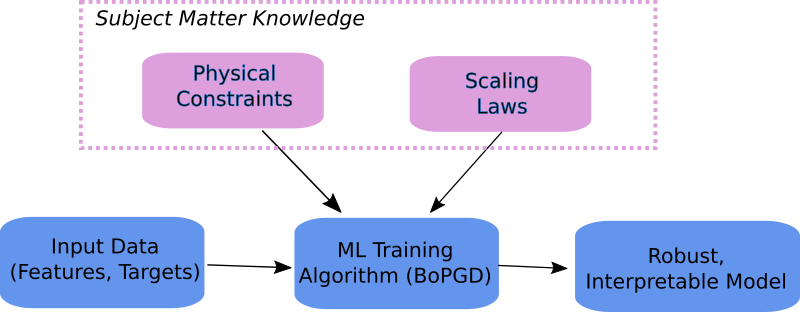 Subject Matter Knowledge
Physical
Constraints
Scaling
Laws
Input Data
(Features, Targets)
ML Training
Algorithm (BoPGD)
Robust,
Interpretable Model